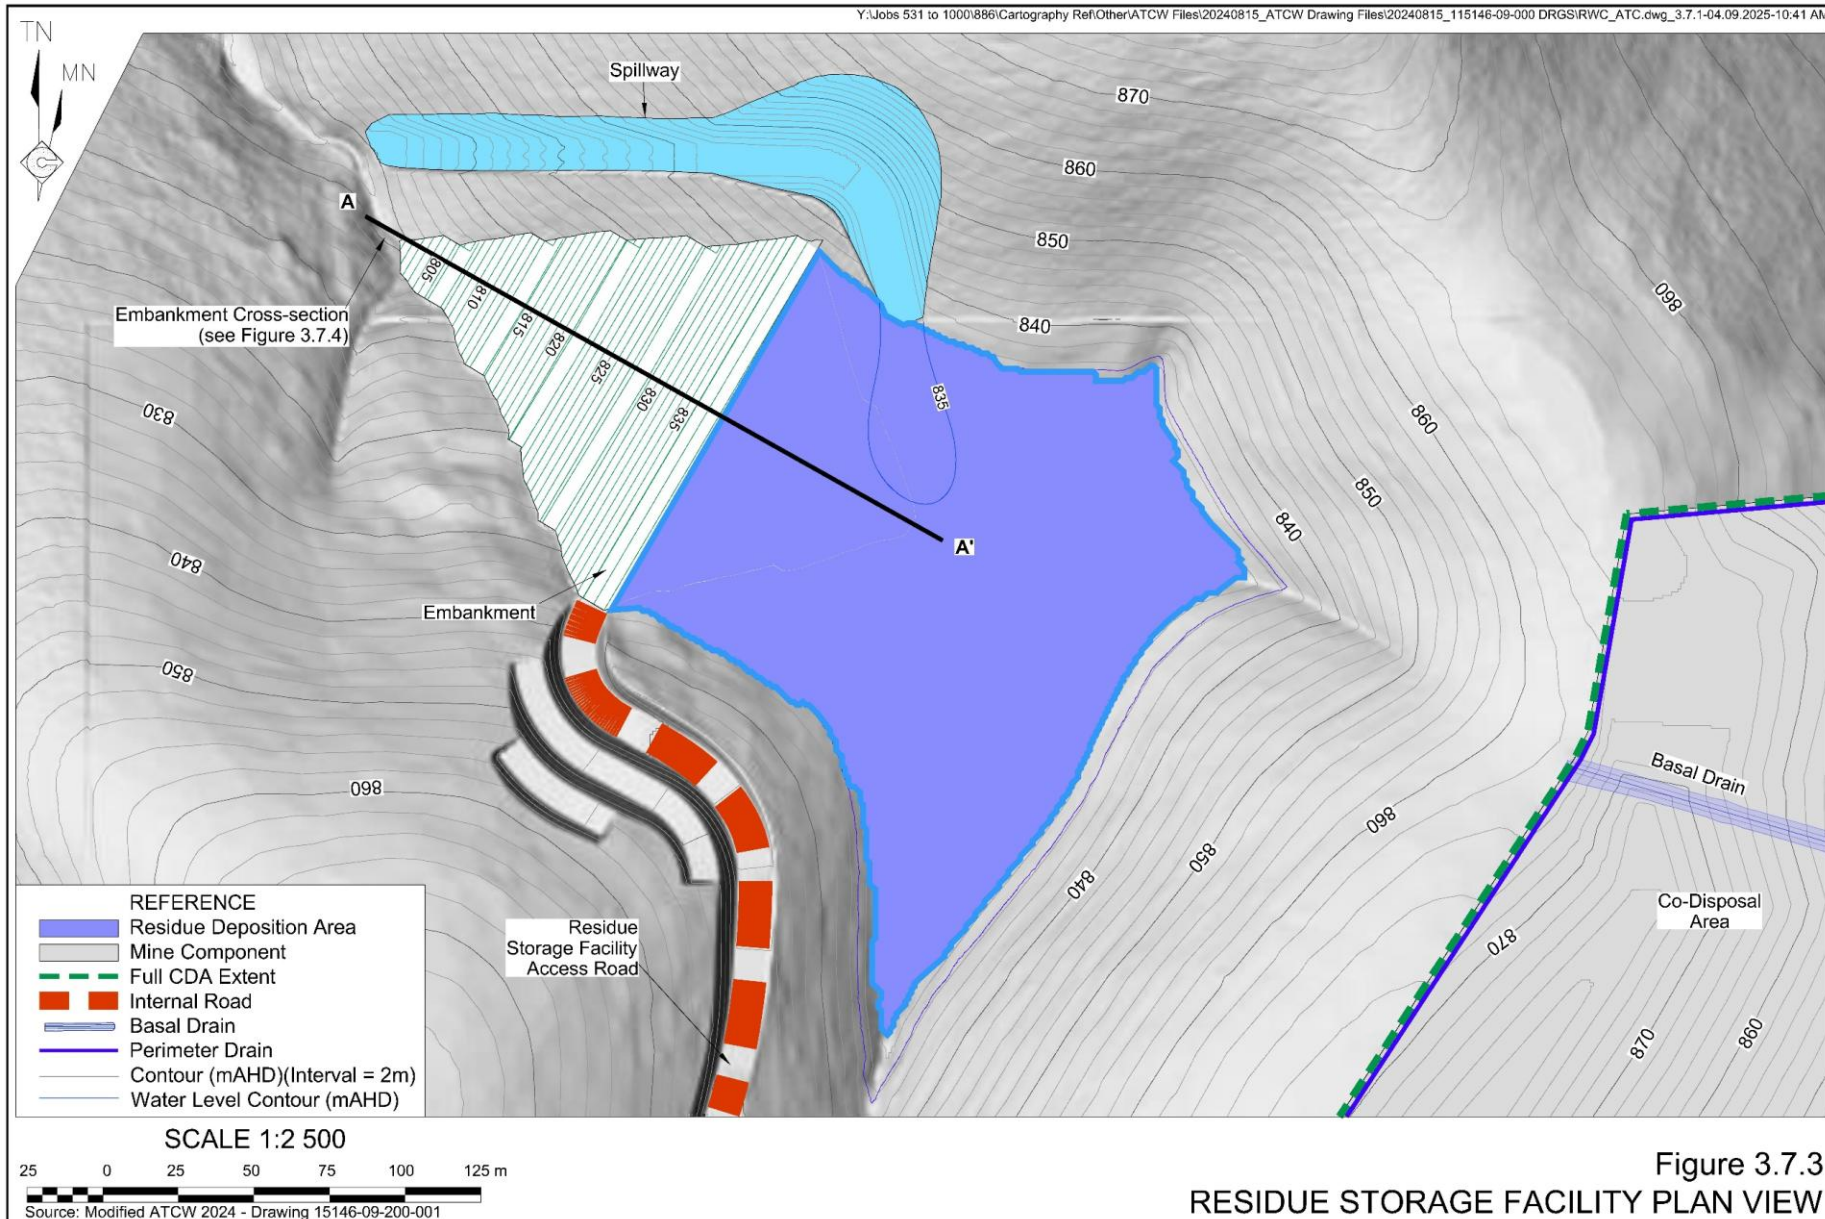 Y:\Jobs 531 to 1000\886\Cartography Ref\Other\ATCW Files\20240815_ATCW Drawing Files\20240815_115146-09-000 DRGS\RWC_ATC.dwg_3.7.1-04.09.2025-10:41 AM
TN
MN
Spillway
870
860
850
840
860
A
805
810
815
820
825
830
835
835
Embankment Cross-section
(see Figure 3.7.4)
830
840
850
860
860
850
840
A'
Embankment
Basal Drain
860
850
840
Co-Disposal
Area
870
870
860
Residue
Storage Facility
Access Road
REFERENCE
Residue Deposition Area
Mine Component
Full CDA Extent
Internal Road
Basal Drain
Perimeter Drain
Contour (mAHD)(Interval = 2m)
Water Level Contour (mAHD)
SCALE 1:2 500
25 0 25 50 75 100 125 m
Source: Modified ATCW 2024 - Drawing 15146-09-200-001
Figure 3.7.3
RESIDUE STORAGE FACILITY PLAN VIEW